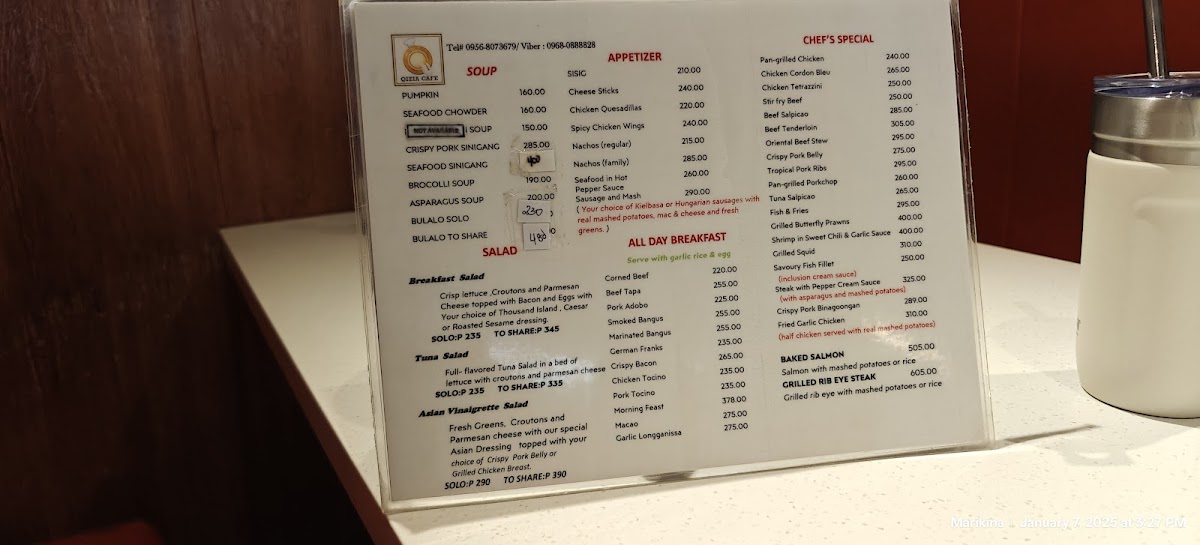 QIZIA CAFE
Tel# 0956-8073679/ Viber : 0968-0888828
SOUP
PUMPKIN 160.00
SEAFOOD CHOWDER 160.00
NOT AVAILABLE I SOUP 150.00
CRISPY PORK SINIGANG 285.00
SEAFOOD SINIGANG
BROCOLLI SOUP 190.00
ASPARAGUS SOUP 200.00
BULALO SOLO 230
BULALO TO SHARE 480
SALAD
Breakfast Salad
Crisp lettuce ,Croutons and Parmesan
Cheese topped with Bacon and Eggs with
Your choice of Thousand Island , Caesar
or Roasted Sesame dressing.
SOLO:P 235 TO SHARE:P 345
Tuna Salad
Full- flavored Tuna Salad in a bed of
lettuce with croutons and parmesan cheese
SOLO:P 235 TO SHARE:P 335
Asian Vinaigrette Salad
Fresh Greens, Croutons and
Parmesan cheese with our special
Asian Dressing topped with your
choice of Crispy Pork Belly or
Grilled Chicken Breast.
SOLO:P 290 TO SHARE:P 390
APPETIZER
SISIG 210.00
Cheese Sticks 240.00
Chicken Quesadillas 220.00
Spicy Chicken Wings 240.00
Nachos (regular) 215.00
Nachos (family) 285.00
Seafood in Hot 260.00
Pepper Sauce
Sausage and Mash 290.00
( Your choice of Kielbasa or Hungarian sausages with
real mashed potatoes, mac & cheese and fresh
greens. )
ALL DAY BREAKFAST
Serve with garlic rice & egg
Corned Beef 220.00
Beef Tapa 255.00
Pork Adobo 225.00
Smoked Bangus 255.00
Marinated Bangus 255.00
German Franks 235.00
Crispy Bacon 265.00
Chicken Tocino 235.00
Pork Tocino 235.00
Morning Feast 378.00
Macao 275.00
Garlic Longganissa 275.00
CHEF'S SPECIAL
Pan-grilled Chicken 240.00
Chicken Cordon Bleu 265.00
Chicken Tetrazzini 250.00
Stir fry Beef 250.00
Beef Salpicao 285.00
Beef Tenderloin 305.00
Oriental Beef Stew 295.00
Crispy Pork Belly 275.00
Tropical Pork Ribs 295.00
Pan-grilled Porkchop 260.00
Tuna Salpicao 265.00
Fish & Fries 295.00
Grilled Butterfly Prawns 400.00
Shrimp in Sweet Chili & Garlic Sauce 400.00
Grilled Squid 310.00
Savoury Fish Fillet 250.00
(inclusion cream sauce)
Steak with Pepper Cream Sauce 325.00
(with asparagus and mashed potatoes)
Crispy Pork Binagoongan 289.00
Fried Garlic Chicken 310.00
(half chicken served with real mashed potatoes)
BAKED SALMON 505.00
Salmon with mashed potatoes or rice
GRILLED RIB EYE STEAK 605.00
Grilled rib eye with mashed potatoes or rice
Marikina January 7, 2025 at 3:27 PM